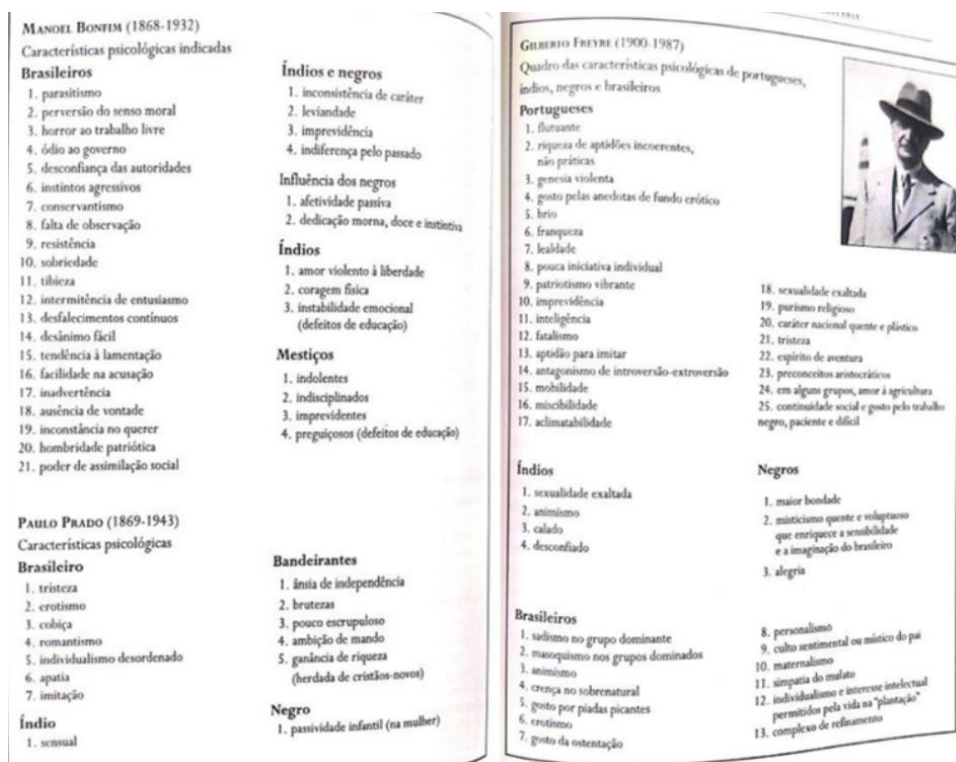 MANOEL BONFIM (1868-1932)
Características psicológicas indicadas
Brasileiros
1. parasitismo
2. perversão do senso moral
3. horror ao trabalho livre
4. ódio ao governo
5. desconfiança das autoridades
6. instintos agressivos
7. conservantismo
8. falta de observação
9. resistência
10. sobriedade
11. tibieza
12. intermitência de entusiasmo
13. desfalecimentos contínuos
14. desânimo fácil
15. tendência à lamentação
16. facilidade na acusação
17. inadvertência
18. ausência de vontade
19. inconstância no querer
20. hombridade patriótica
21. poder de assimilação social
Índios e negros
1. inconsistência de caráter
2. leviandade
3. imprevidência
4. indiferença pelo passado
Influência dos negros
1. afetividade passiva
2. dedicação morna, doce e instintiva
Índios
1. amor violento à liberdade
2. coragem física
3. instabilidade emocional
(defeitos de educação)
Mestiços
1. indolentes
2. indisciplinados
3. imprevidentes
4. preguiçosos (defeitos de educação)
PAULO PRADO (1869-1943)
Características psicológicas
Brasileiro
1. tristeza
2. erotismo
3. cobiça
4. romantismo
5. individualismo desordenado
6. apatia
7. imitação
Índio
1. sensual
Bandeirantes
1. ânsia de independência
2. brutezas
3. pouco escrupuloso
4. ambição de mando
5. ganância de riqueza
(herdada de cristãos-novos)
Negro
1. passividade infantil (na mulher)
GILBERTO FREYRE (1900-1987)
Quadro das características psicológicas de portugueses,
índios, negros e brasileiros
Portugueses
1. flutuante
2. riqueza de aptidões incoerentes,
não práticas
3. genesia violenta
4. gosto pelas anedotas de fundo erótico
5. brio
6. franqueza
7. lealdade
8. pouca iniciativa individual
9. patriotismo vibrante
10. imprevidência
11. inteligência
12. fatalismo
13. aptidão para imitar
14. antagonismo de introversão-extroversão
15. mobilidade
16. miscibilidade
17. aclimatabilidade
18. sexualidade exaltada
19. purismo religioso
20. caráter nacional quente e plástico
21. tristeza
22. espírito de aventura
23. preconceitos aristocráticos
24. em alguns grupos, amor à agricultura
25. continuidade social e gosto pelo trabalho
negro, paciente e difícil
Índios
1. sexualidade exaltada
2. animismo
3. calado
4. desconfiado
Negros
1. maior bondade
2. misticismo quente e voluptuoso
que enriquece a sensibilidade
e a imaginação do brasileiro
3. alegria
Brasileiros
1. sadismo no grupo dominante
2. masoquismo nos grupos dominados
3. animismo
4. crença no sobrenatural
5. gosto por piadas picantes
6. erotismo
7. gosto da ostentação
8. personalismo
9. culto sentimental ou místico do pai
10. maternalismo
11. simpatia do mulato
12. individualismo e interesse intelectual
permitidos pela vida na "plantação"
13. complexo de refinamento